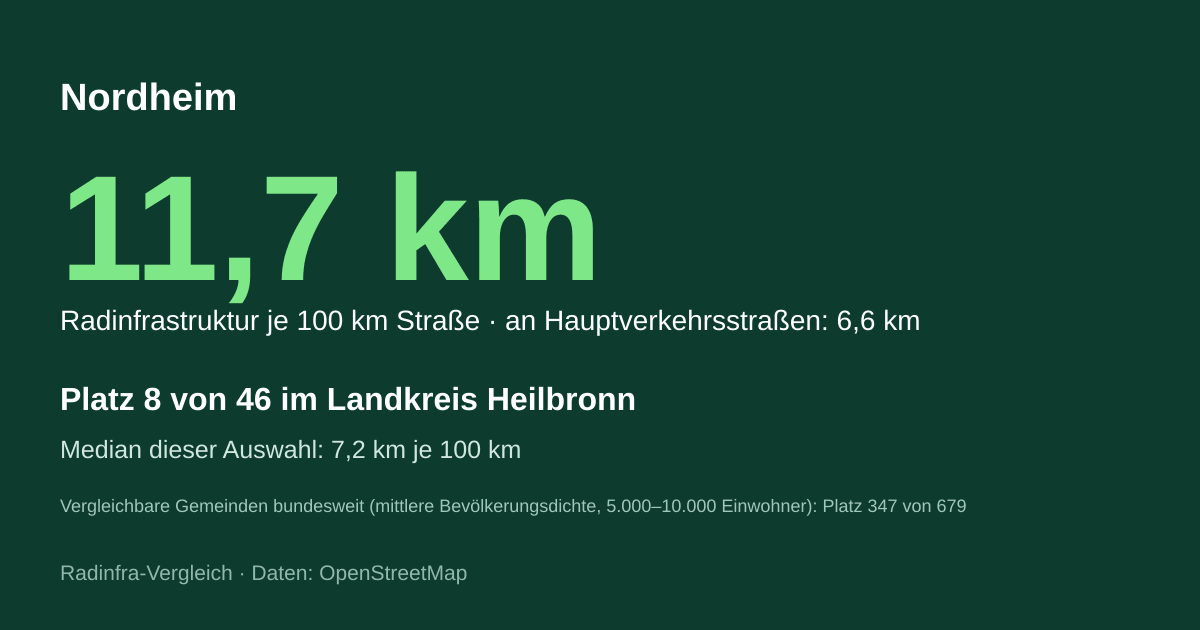 Nordheim
11,7 km
Radinfrastruktur je 100 km Straße · an Hauptverkehrsstraßen: 6,6 km
Platz 8 von 46 im Landkreis Heilbronn
Median dieser Auswahl: 7,2 km je 100 km
Vergleichbare Gemeinden bundesweit (mittlere Bevölkerungsdichte, 5.000–10.000 Einwohner): Platz 347 von 679
Radinfra-Vergleich · Daten: OpenStreetMap